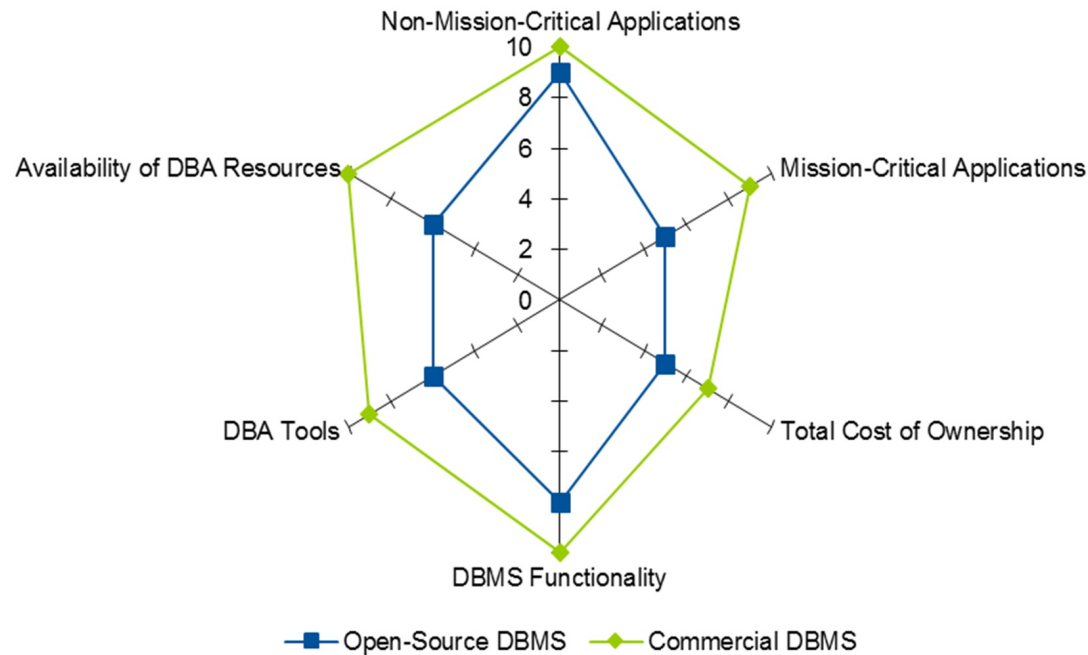 Non-Mission-Critical Applications
10
8
Availability of DBA Resources
Mission-Critical Applications
6
4
2
0
DBA Tools
Total Cost of Ownership
DBMS Functionality
Open-Source DBMS
Commercial DBMS